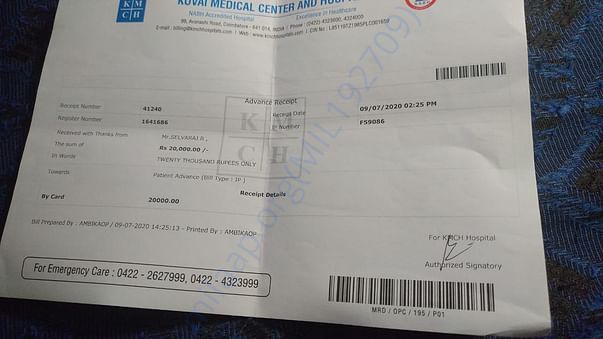 KMCH
KOVAI MEDICAL CENTER AND
NABH Accredited Hospital
Excellence in Healthcare
99, Avanashi Road, Coimbatore - 641 014, INDIA | Phone : (0422) 4323800, 4324000
E-mail : billing@kmchhospitals.com | Web : www.kmchhospitals.com | CIN No : L85110TZ1985PLC001659
Advance Receipt
Receipt Number 41240 Receipt Date 09/07/2020 02:25 PM
Register Number 1641686 Number F59086
Received with Thanks from Mr.SELVARAJ.R ,
The sum of Rs 20,000.00 /-
In Words TWENTY THOUSAND RUPEES ONLY
Towards Patient Advance (Bill Type : IP )
Receipt Details
By Card 20000.00
Bill Prepared By : AMBIKAOP / 09-07-2020 14:25:13 - Printed By : AMBIKAOP
For KMCH Hospital
Authorized Signatory
For Emergency Care : 0422 - 2627999, 0422 - 4323999
MRD / OPC / 195 / P01
KMCH
(MIL192709)